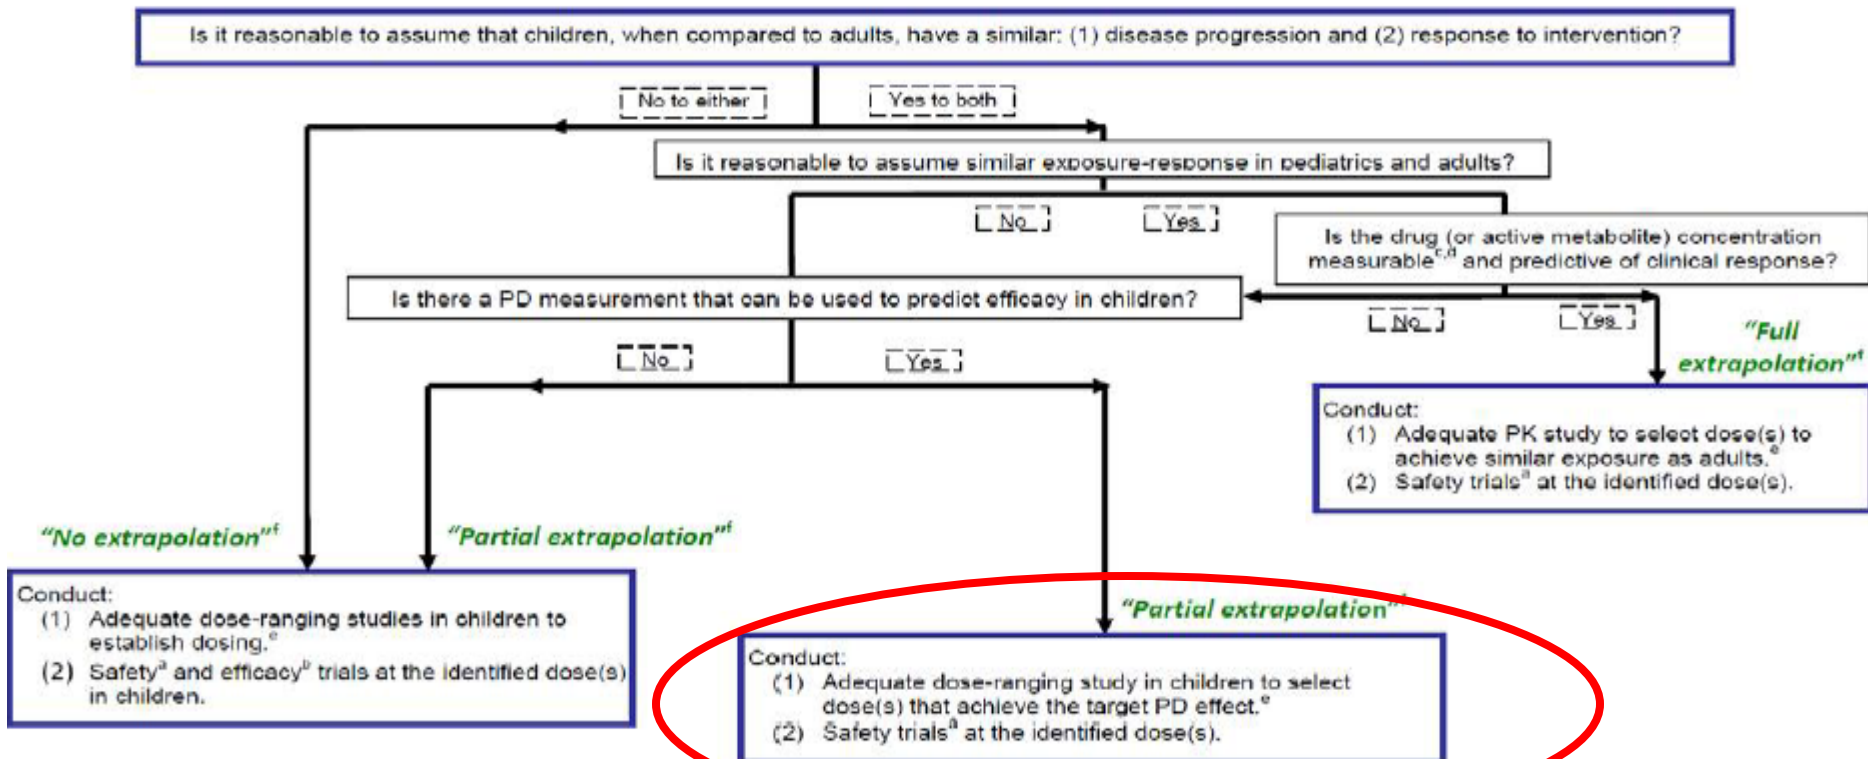 Is it reasonable to assume that children, when compared to adults, have a similar: (1) disease progression and (2) response to intervention?
No to either
Yes to both
Is it reasonable to assume similar exposure-response in pediatrics and adults?
No
Yes
Is the drug (or active metabolite) concentration
measurable^c,d and predictive of clinical response?
Is there a PD measurement that can be used to predict efficacy in children?
No
Yes
"Full
extrapolation"^f
No
Yes
Conduct:
(1) Adequate PK study to select dose(s) to
achieve similar exposure as adults.^e
(2) Safety trials^a at the identified dose(s).
"No extrapolation"^f
"Partial extrapolation"^f
Conduct:
(1) Adequate dose-ranging studies in children to
establish dosing.^e
(2) Safety^a and efficacy^b trials at the identified dose(s)
in children.
"Partial extrapolation"^f
Conduct:
(1) Adequate dose-ranging study in children to select
dose(s) that achieve the target PD effect.^e
(2) Safety trials^a at the identified dose(s).